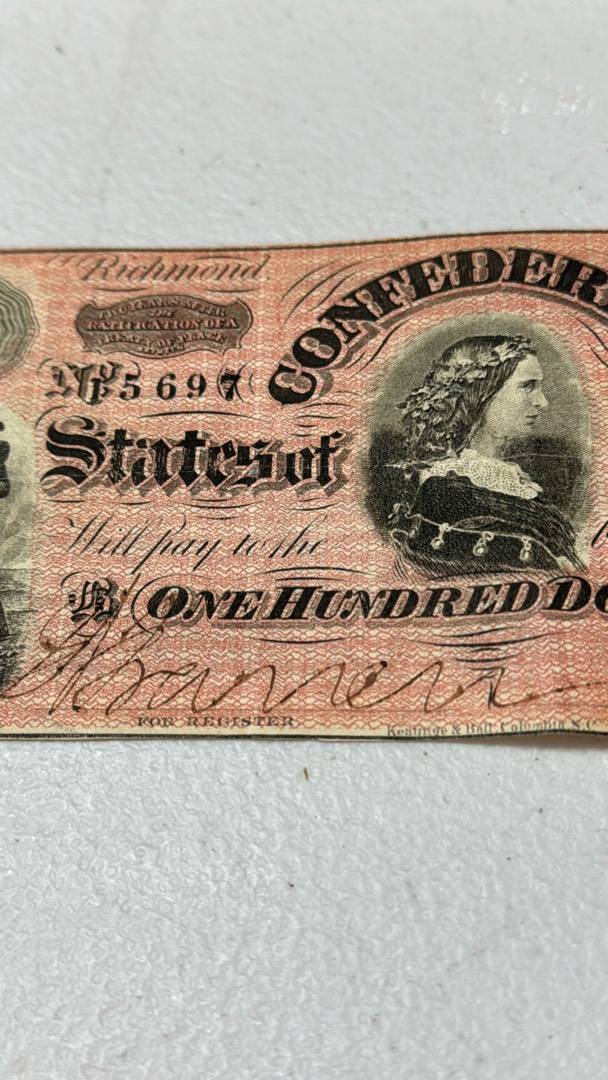 Richmond.
TWO YEARS AFTER
THE
RATIFICATION OF A
TREATY OF PEACE
No 15697
CONFEDER
States of
Will pay to the
B ONE HUNDRED DO
FOR REGISTER
Keatinge & Ball, Columbia S.C.